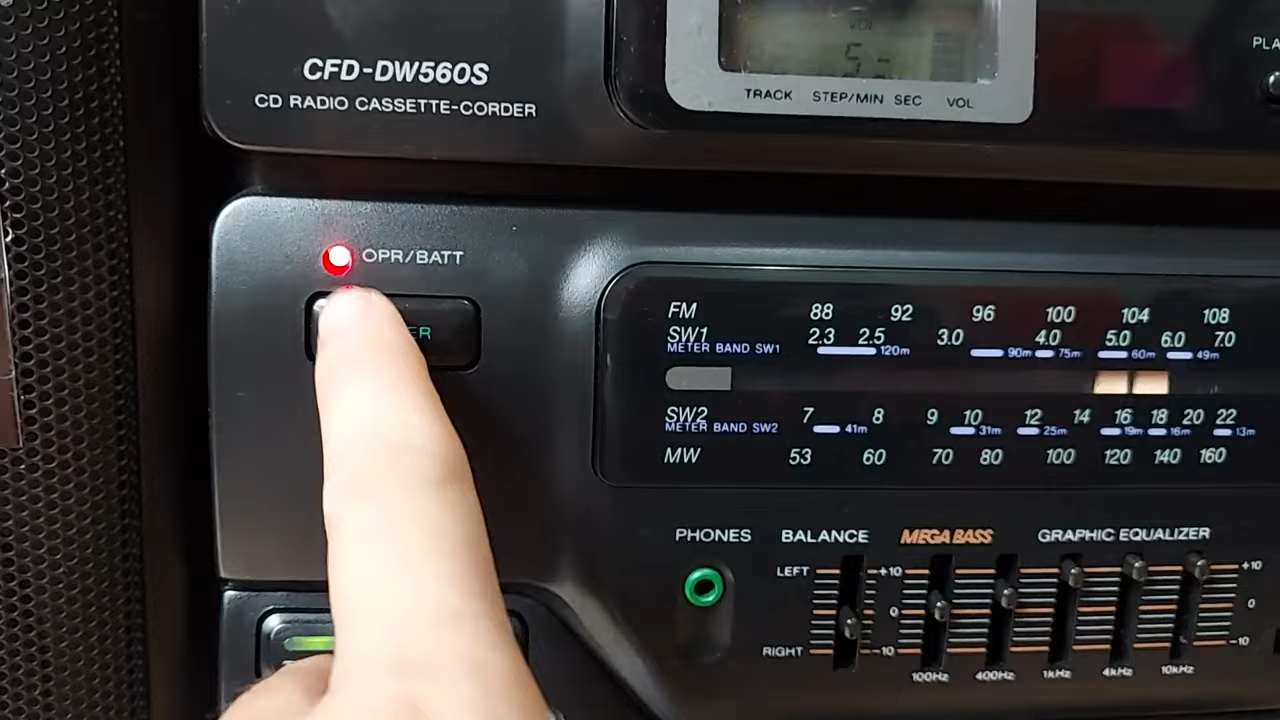 CFD-DW560S
CD RADIO CASSETTE-CORDER
VOL
TRACK STEP/MIN SEC VOL
PLA
OPR/BATT
ER
FM 88 92 96 100 104 108
SW1 2.3 2.5 3.0 4.0 5.0 6.0 7.0
METER BAND SW1 120m 90m 75m 60m 49m
SW2 7 8 9 10 12 14 16 18 20 22
METER BAND SW2 41m 31m 25m 19m 16m 13m
MW 53 60 70 80 100 120 140 160
PHONES BALANCE MEGA BASS GRAPHIC EQUALIZER
LEFT +10 +10
0 0
RIGHT -10 -10
100Hz 400Hz 1kHz 4kHz 10kHz